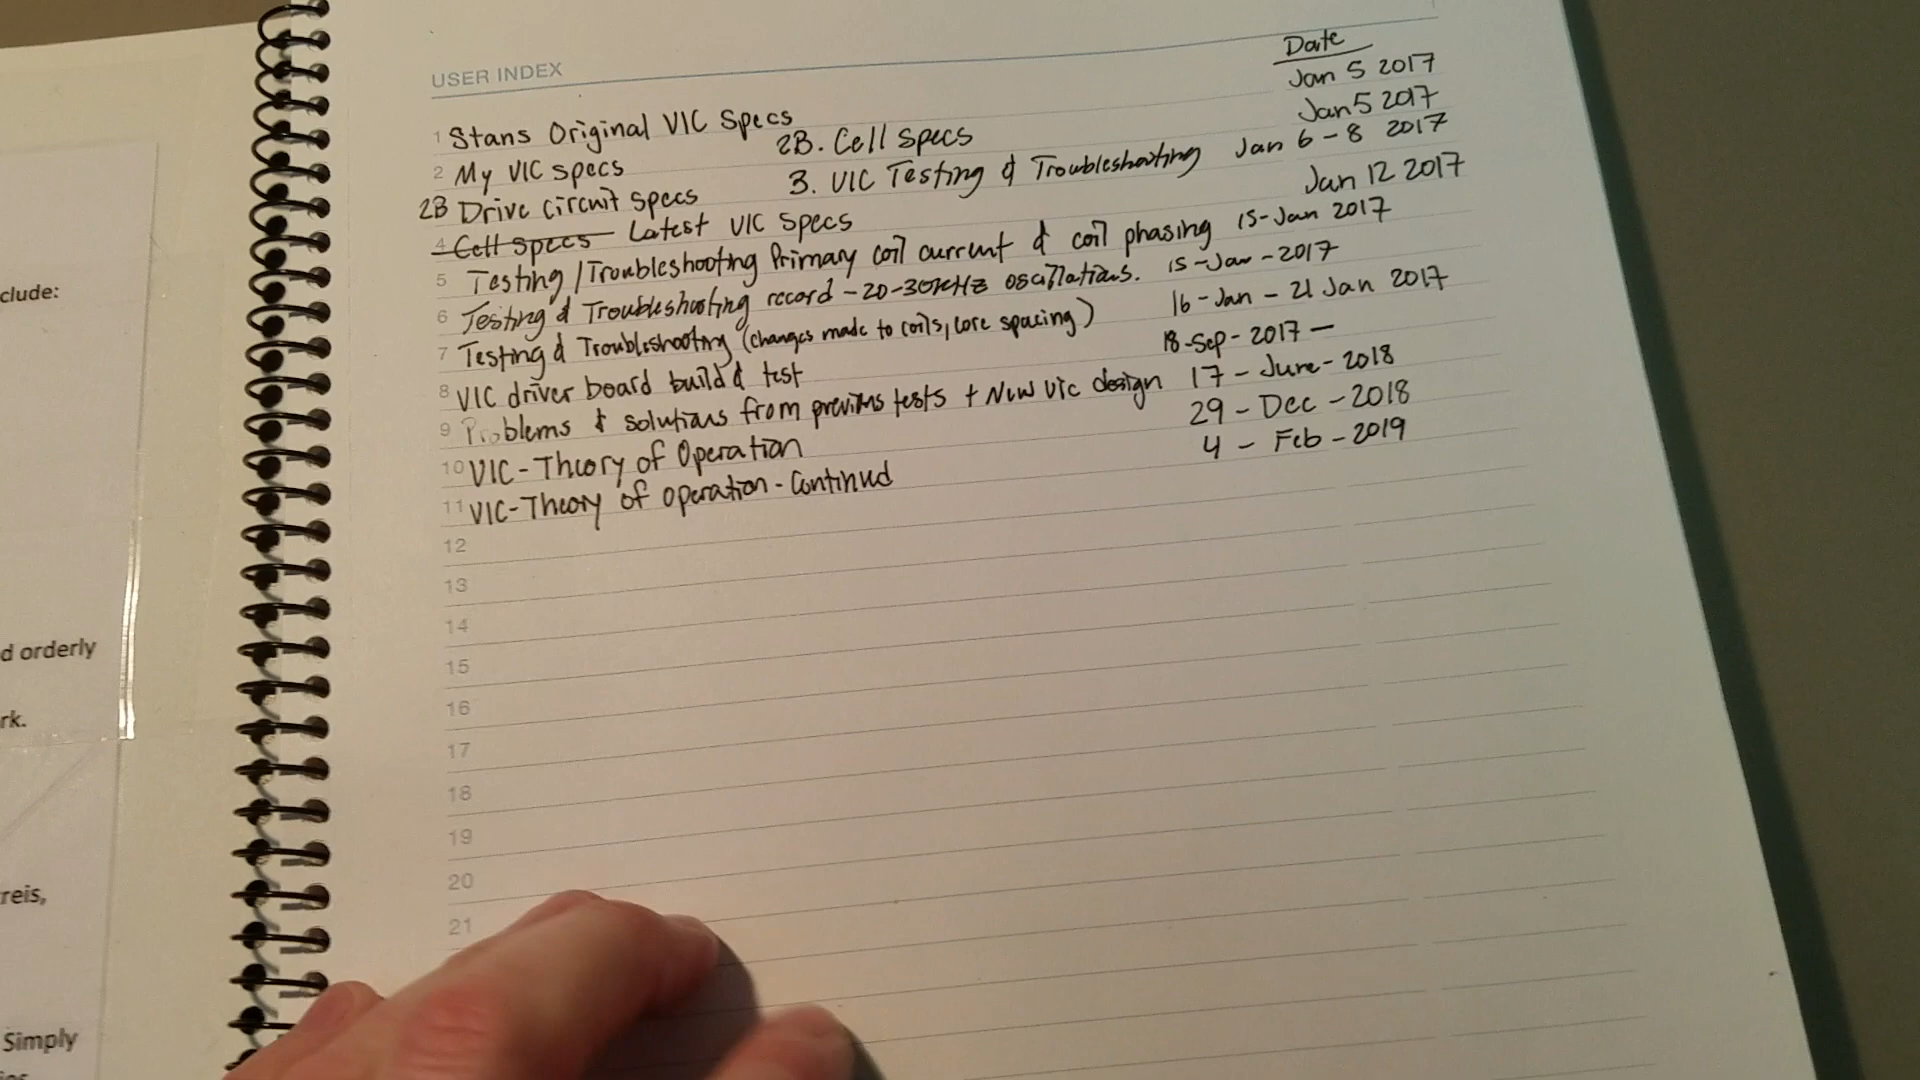 Date
USER INDEX
1 Stans Original VIC Specs Jan 5 2017
2 My VIC specs 2B. Cell specs Jan 5 2017
2B Drive circuit specs 3. VIC Testing & Troubleshooting Jan 6 - 8 2017
4 Cell specs Latest VIC specs Jan 12 2017
5 Testing / Troubleshooting Primary coil current & coil phasing 15-Jan 2017
6 Testing & Troubleshooting record - 20-30KHz oscillations. 15-Jan-2017
7 Testing & Troubleshooting (changes made to coils, core spacing) 16-Jan - 21 Jan 2017
8 VIC driver board build & test 18-Sep-2017 -
9 Problems & solutions from previous tests + New VIC design 17 - June - 2018
10 VIC - Theory of Operation 29 - Dec - 2018
11 VIC-Theory of operation - Continud 4 - Feb - 2019
12
13
14
15
16
17
18
19
20
21
clude:
d orderly
rk.
reis,
Simply